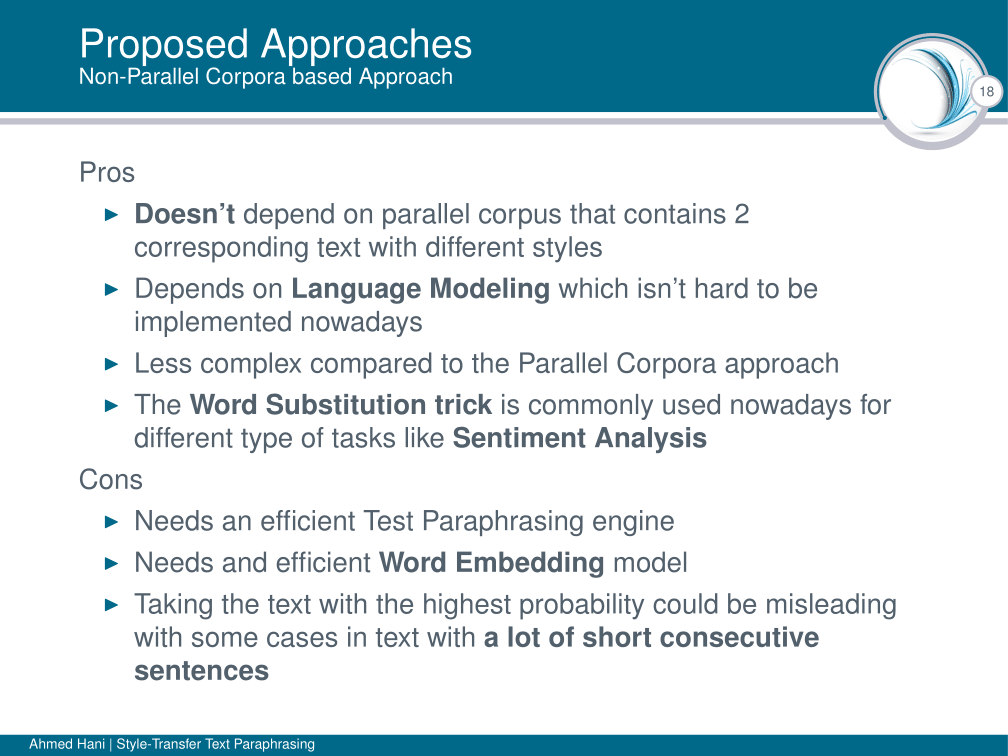 Proposed Approaches
Non-Parallel Corpora based Approach
18
Pros
Doesn't depend on parallel corpus that contains 2
corresponding text with different styles
Depends on Language Modeling which isn't hard to be
implemented nowadays
Less complex compared to the Parallel Corpora approach
The Word Substitution trick is commonly used nowadays for
different type of tasks like Sentiment Analysis
Cons
Needs an efficient Test Paraphrasing engine
Needs and efficient Word Embedding model
Taking the text with the highest probability could be misleading
with some cases in text with a lot of short consecutive
sentences
Ahmed Hani | Style-Transfer Text Paraphrasing